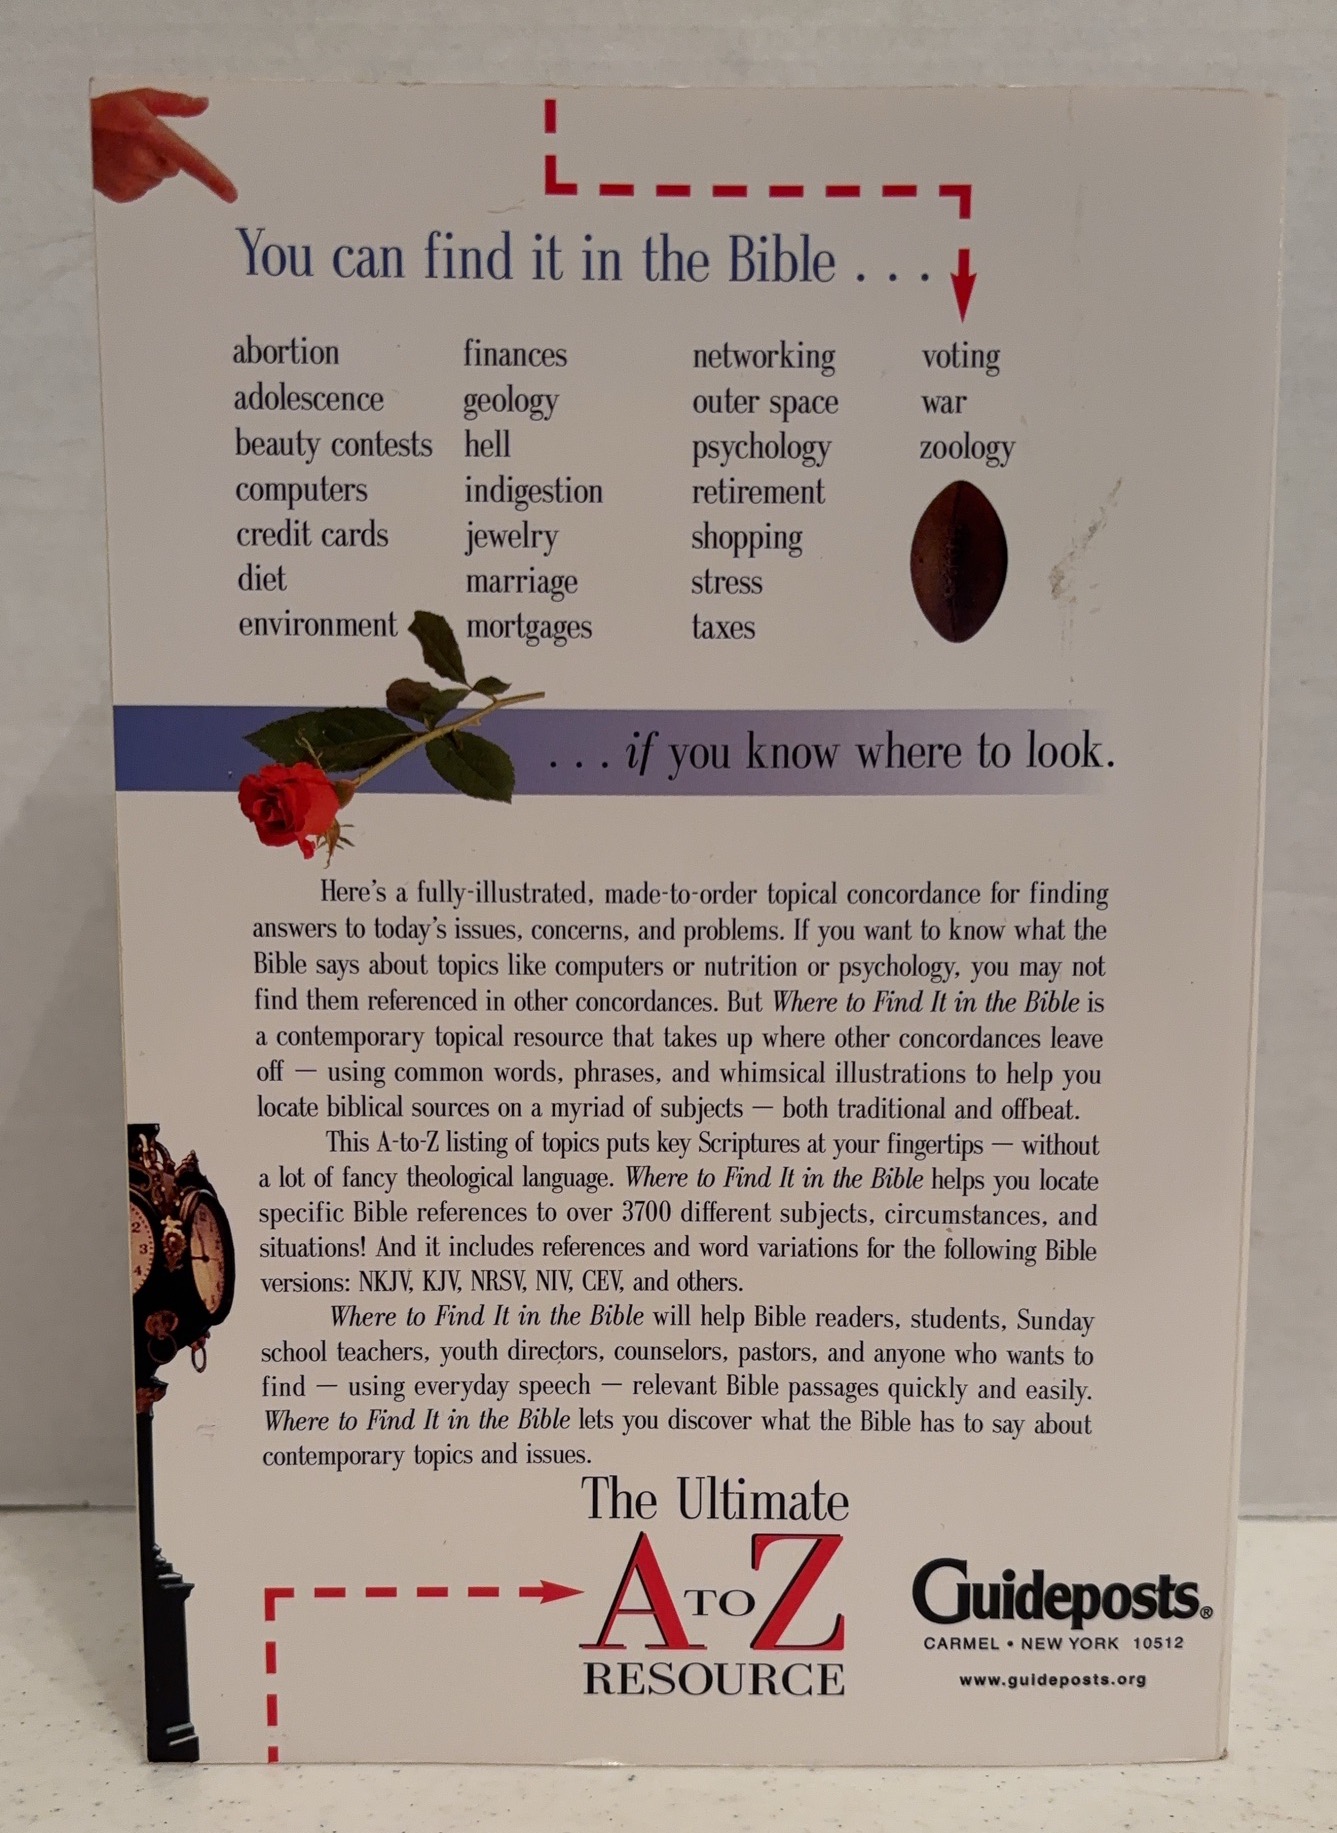 You can find it in the Bible . . .
abortion
adolescence
beauty contests
computers
credit cards
diet
environment
finances
geology
hell
indigestion
jewelry
marriage
mortgages
networking
outer space
psychology
retirement
shopping
stress
taxes
voting
war
zoology
. . . if you know where to look.
Here's a fully-illustrated, made-to-order topical concordance for finding
answers to today's issues, concerns, and problems. If you want to know what the
Bible says about topics like computers or nutrition or psychology, you may not
find them referenced in other concordances. But Where to Find It in the Bible is
a contemporary topical resource that takes up where other concordances leave
off — using common words, phrases, and whimsical illustrations to help you
locate biblical sources on a myriad of subjects — both traditional and offbeat.
This A-to-Z listing of topics puts key Scriptures at your fingertips — without
a lot of fancy theological language. Where to Find It in the Bible helps you locate
specific Bible references to over 3700 different subjects, circumstances, and
situations! And it includes references and word variations for the following Bible
versions: NKJV, KJV, NRSV, NIV, CEV, and others.
Where to Find It in the Bible will help Bible readers, students, Sunday
school teachers, youth directors, counselors, pastors, and anyone who wants to
find — using everyday speech — relevant Bible passages quickly and easily.
Where to Find It in the Bible lets you discover what the Bible has to say about
contemporary topics and issues.
2
3
4
The Ultimate
A TO Z
RESOURCE
Guideposts®
CARMEL • NEW YORK 10512
www.guideposts.org